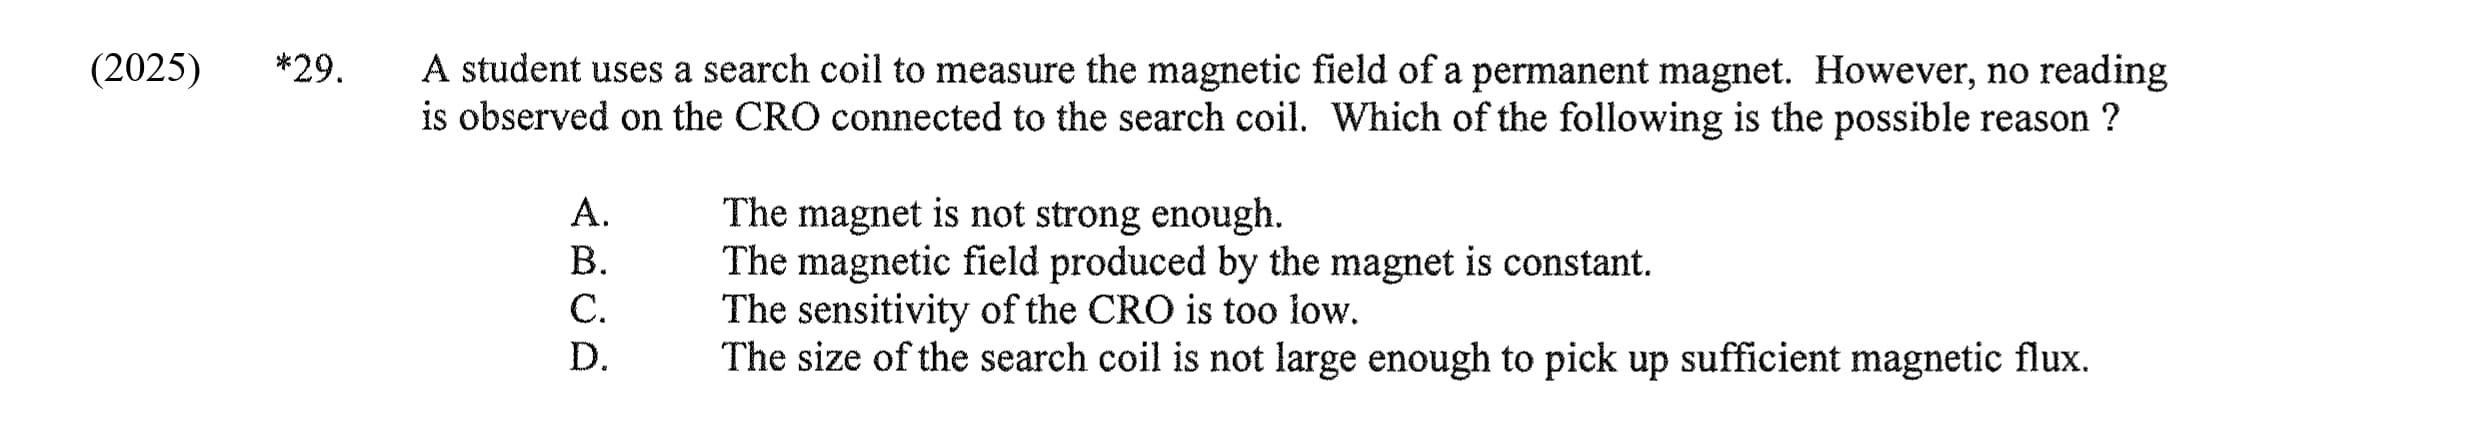 (2025) *29. A student uses a search coil to measure the magnetic field of a permanent magnet. However, no reading
is observed on the CRO connected to the search coil. Which of the following is the possible reason ?
A. The magnet is not strong enough.
B. The magnetic field produced by the magnet is constant.
C. The sensitivity of the CRO is too low.
D. The size of the search coil is not large enough to pick up sufficient magnetic flux.